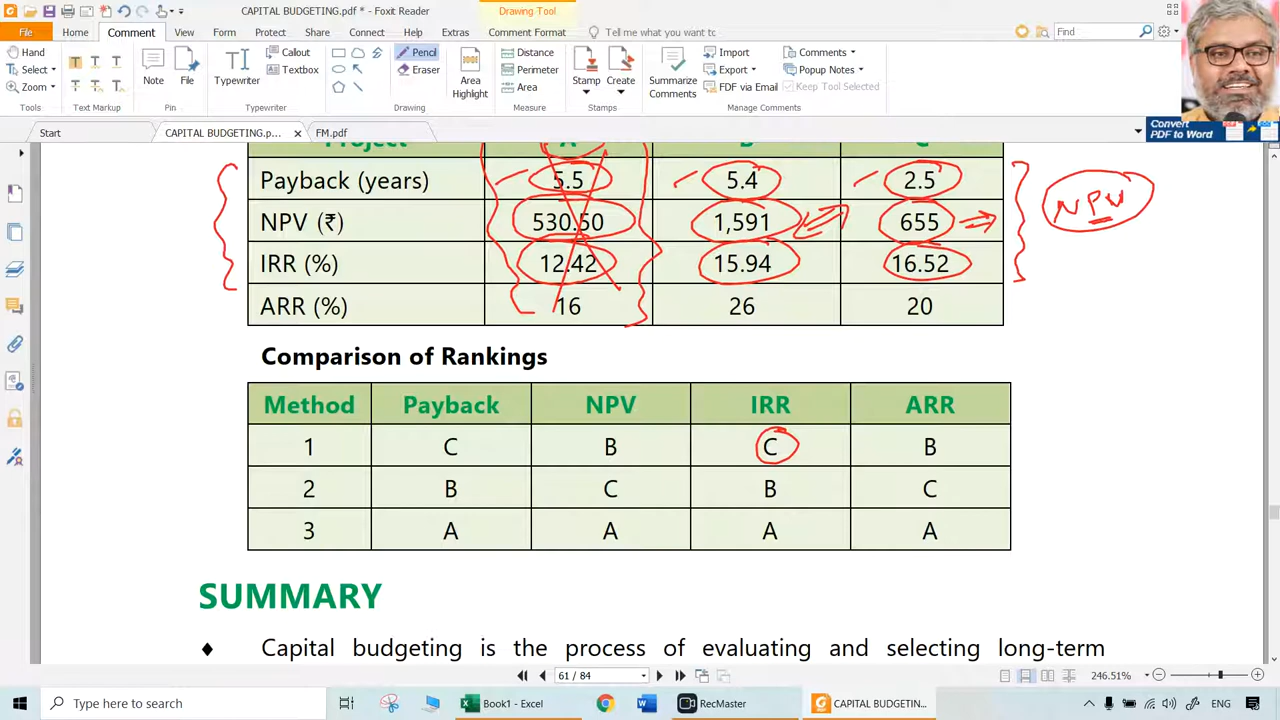 CAPITAL BUDGETING.pdf * - Foxit Reader
Drawing Tool
File Home Comment View Form Protect Share Connect Help Extras Comment Format Tell me what you want tc Find
Hand
Select
Zoom
Tools
Text Markup
Note
File
Pin
Typewriter
Callout
Textbox
Typewriter
Pencil
Eraser
Drawing
Area Highlight
Distance
Perimeter
Area
Measure
Stamp Create
Stamps
Summarize Comments
Import
Export
FDF via Email
Comments
Popup Notes
Keep Tool Selected
Manage Comments
Start
CAPITAL BUDGETING.p...
FM.pdf
Convert
PDF to Word
Project A B C
Payback (years) 5.5 5.4 2.5
NPV (₹) 530.50 1,591 655
NPV
IRR (%) 12.42 15.94 16.52
ARR (%) 16 26 20
Comparison of Rankings
Method Payback NPV IRR ARR
1 C B C B
2 B C B C
3 A A A A
SUMMARY
♦ Capital budgeting is the process of evaluating and selecting long-term
61 / 84
246.51%
Type here to search
Book1 - Excel
RecMaster
CAPITAL BUDGETIN...
ENG